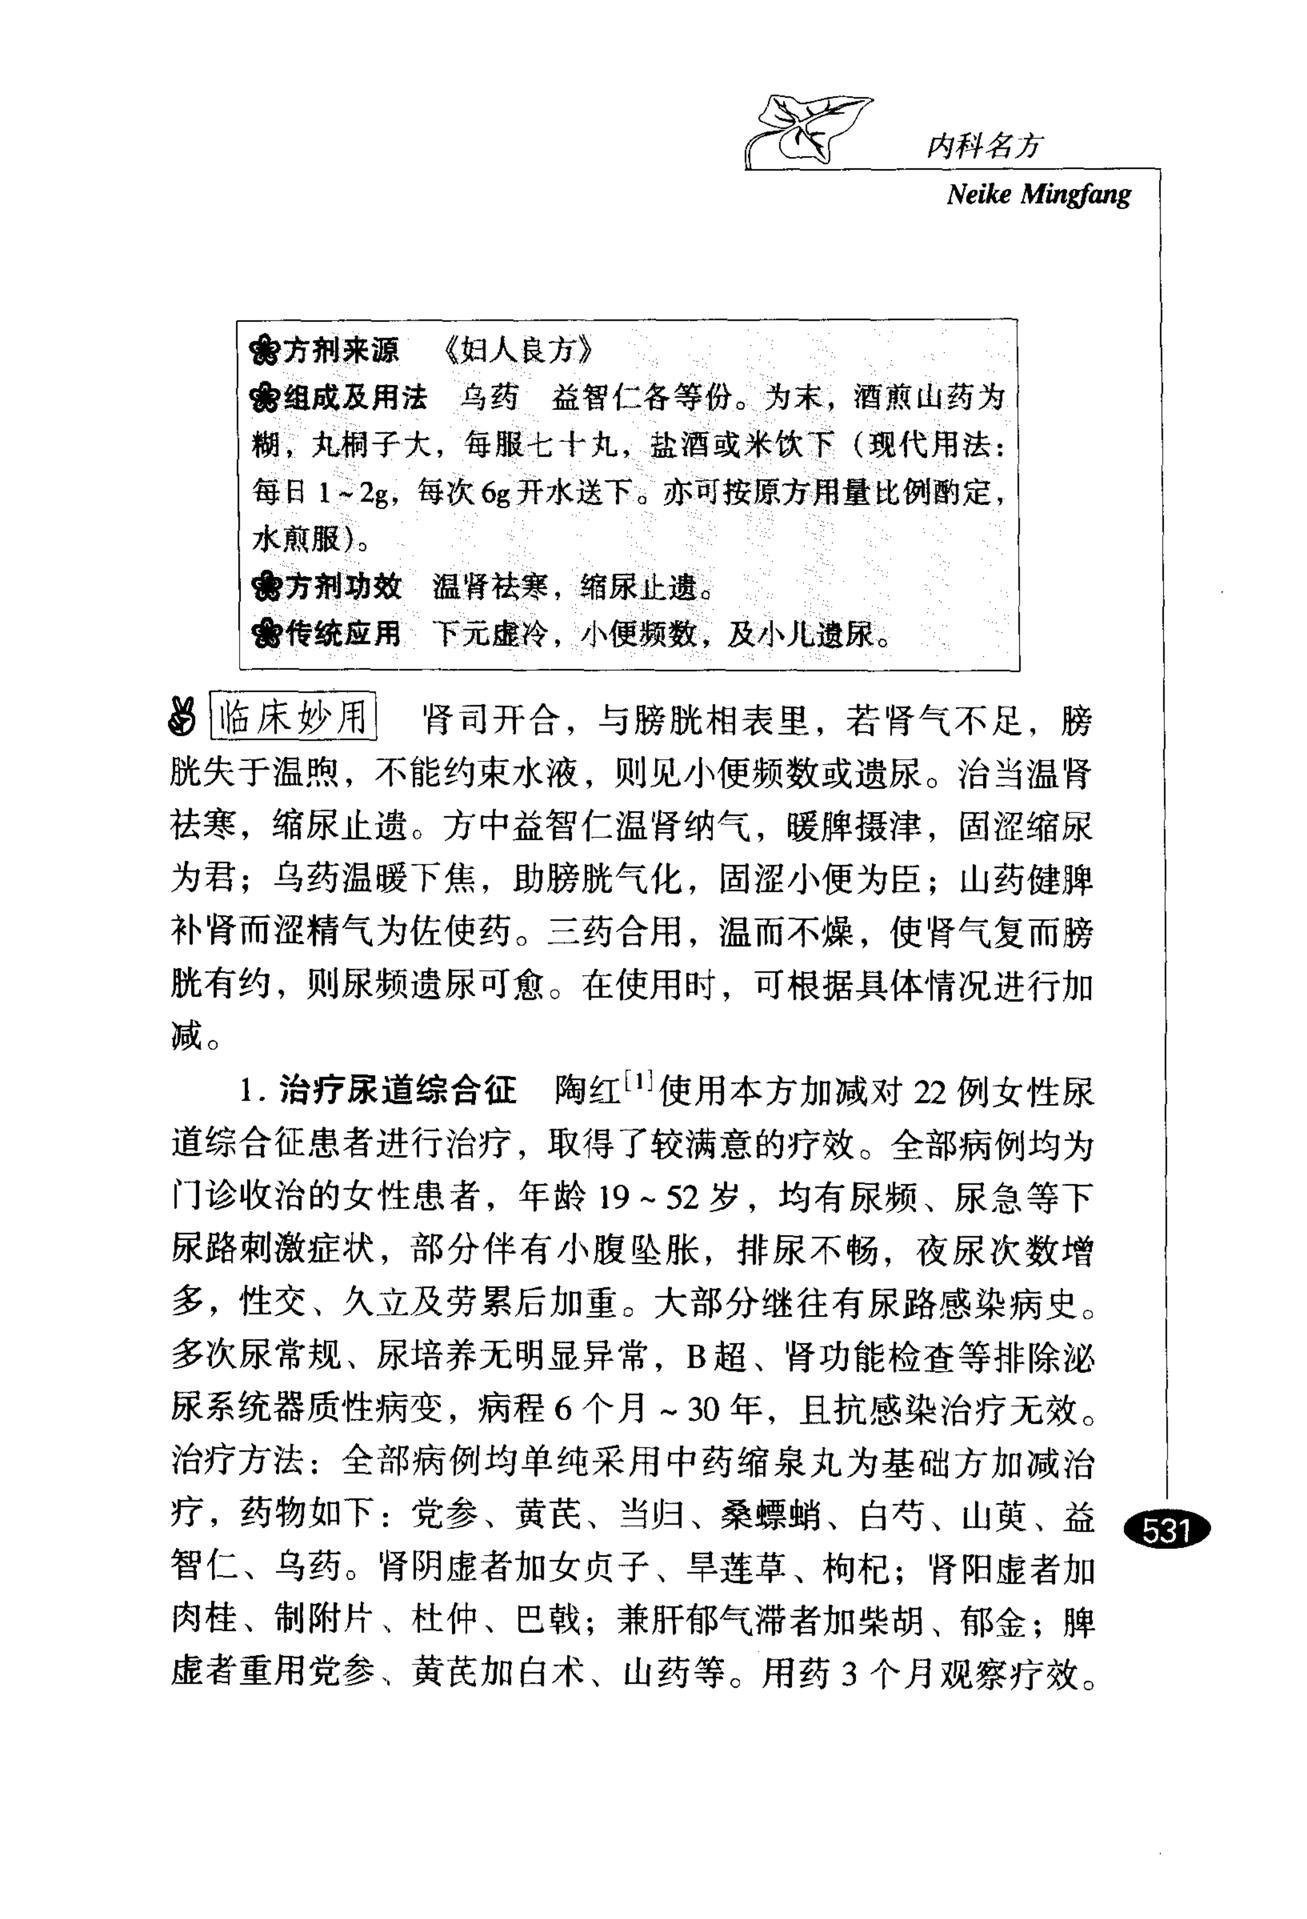 内科名方
Neike Mingfang
方剂来源　《妇人良方》
组成及用法　乌药　益智仁各等份。为末，酒煎山药为
糊，丸桐子大，每服七十丸，盐酒或米饮下（现代用法：
每日1~2g，每次6g开水送下。亦可按原方用量比例酌定，
水煎服）。
方剂功效　温肾祛寒，缩尿止遗。
传统应用　下元虚冷，小便频数，及小儿遗尿。
临床妙用　肾司开合，与膀胱相表里，若肾气不足，膀
胱失于温煦，不能约束水液，则见小便频数或遗尿。治当温肾
祛寒，缩尿止遗。方中益智仁温肾纳气，暖脾摄津，固涩缩尿
为君；乌药温暖下焦，助膀胱气化，固涩小便为臣；山药健脾
补肾而涩精气为佐使药。三药合用，温而不燥，使肾气复而膀
胱有约，则尿频遗尿可愈。在使用时，可根据具体情况进行加
减。
1. 治疗尿道综合征　陶红[1]使用本方加减对 22 例女性尿
道综合征患者进行治疗，取得了较满意的疗效。全部病例均为
门诊收治的女性患者，年龄 19 ~ 52 岁，均有尿频、尿急等下
尿路刺激症状，部分伴有小腹坠胀，排尿不畅，夜尿次数增
多，性交、久立及劳累后加重。大部分继往有尿路感染病史。
多次尿常规、尿培养无明显异常，B 超、肾功能检查等排除泌
尿系统器质性病变，病程 6 个月 ~ 30 年，且抗感染治疗无效。
治疗方法：全部病例均单纯采用中药缩泉丸为基础方加减治
疗，药物如下：党参、黄芪、当归、桑螵蛸、白芍、山萸、益
智仁、乌药。肾阴虚者加女贞子、旱莲草、枸杞；肾阳虚者加
肉桂、制附片、杜仲、巴戟；兼肝郁气滞者加柴胡、郁金；脾
虚者重用党参、黄芪加白术、山药等。用药 3 个月观察疗效。
531